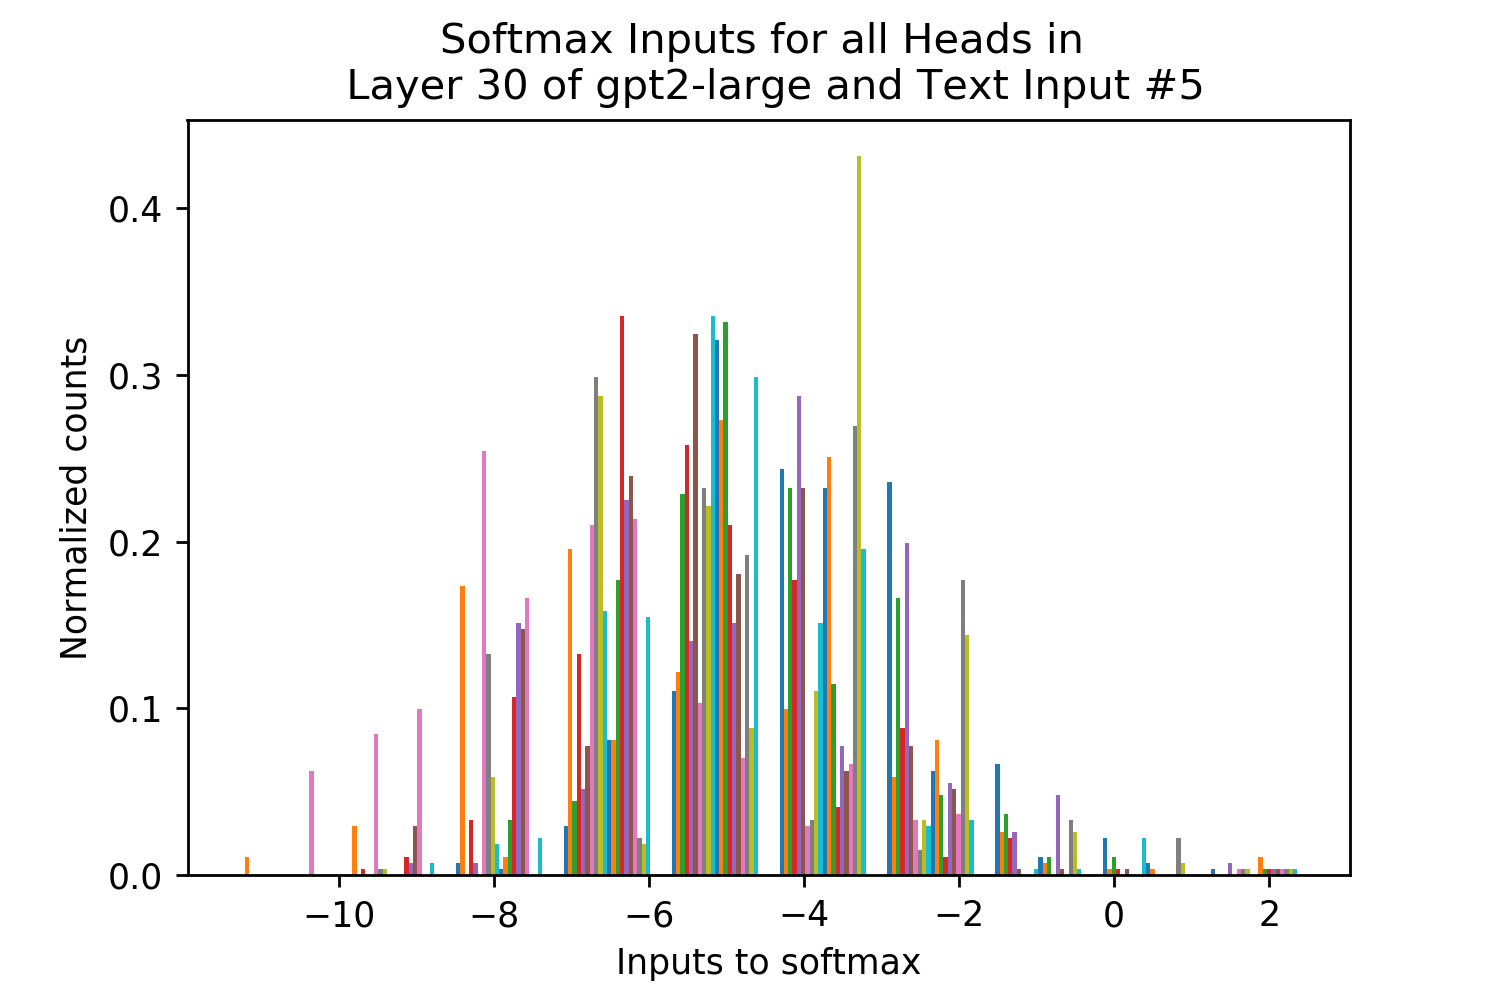 Softmax Inputs for all Heads in
Layer 30 of gpt2-large and Text Input #5
Normalized counts
0.4
0.3
0.2
0.1
0.0
−10 −8 −6 −4 −2 0 2
Inputs to softmax